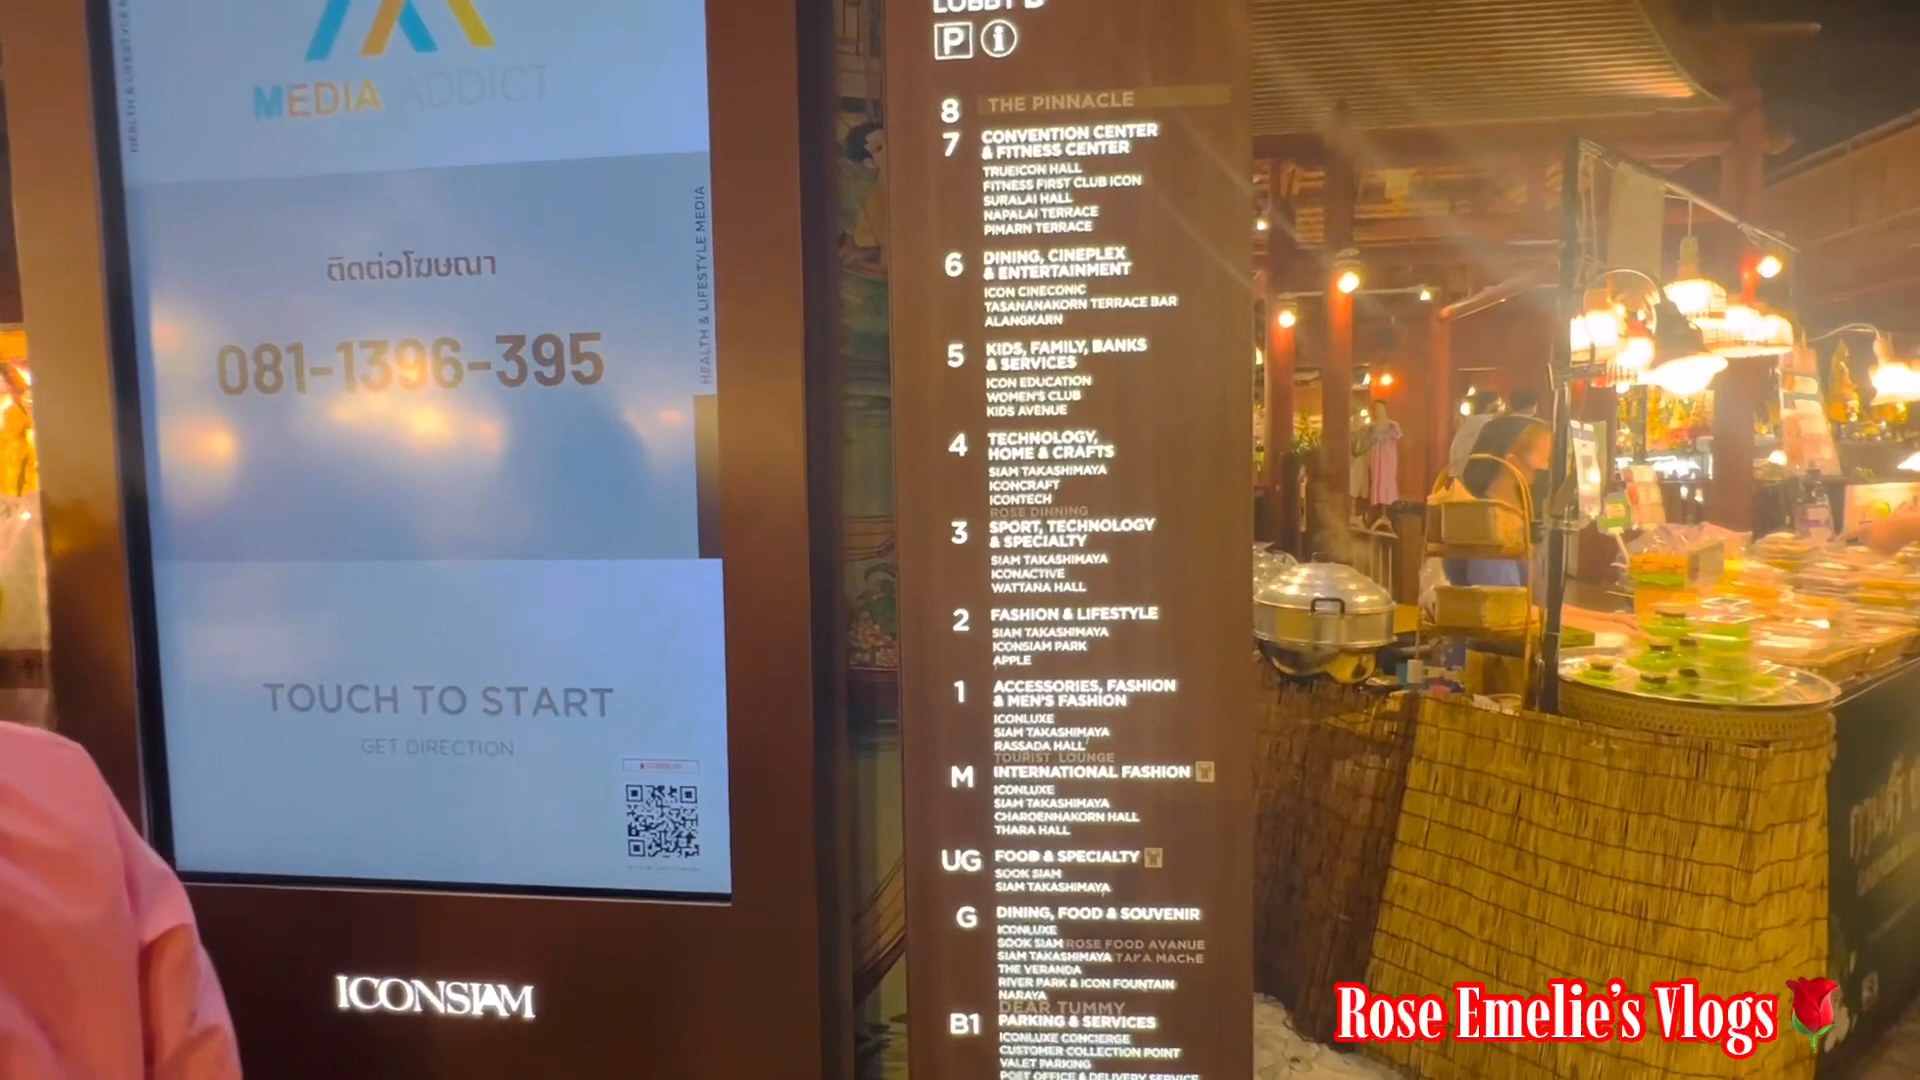 MEDIA ADDICT
HEALTH & LIFESTYLE MEDIA
ติดต่อโฆษณา
081-1396-395
TOUCH TO START
GET DIRECTION
ICONSIAM
LOBBY D
P i
8 THE PINNACLE
7 CONVENTION CENTER
& FITNESS CENTER
TRUEICON HALL
FITNESS FIRST CLUB ICON
SURALAI HALL
NAPALAI TERRACE
PIMARN TERRACE
6 DINING, CINEPLEX
& ENTERTAINMENT
ICON CINECONIC
TASANANAKORN TERRACE BAR
ALANGKARN
5 KIDS, FAMILY, BANKS
& SERVICES
ICON EDUCATION
WOMEN'S CLUB
KIDS AVENUE
4 TECHNOLOGY,
HOME & CRAFTS
SIAM TAKASHIMAYA
ICONCRAFT
ICONTECH
ROSE DINNING
3 SPORT, TECHNOLOGY
& SPECIALTY
SIAM TAKASHIMAYA
ICONACTIVE
WATTANA HALL
2 FASHION & LIFESTYLE
SIAM TAKASHIMAYA
ICONSIAM PARK
APPLE
1 ACCESSORIES, FASHION
& MEN'S FASHION
ICONLUXE
SIAM TAKASHIMAYA
RASSADA HALL
TOURIST LOUNGE
M INTERNATIONAL FASHION
ICONLUXE
SIAM TAKASHIMAYA
CHAROENNAKORN HALL
THARA HALL
UG FOOD & SPECIALTY
SOOK SIAM
SIAM TAKASHIMAYA
G DINING, FOOD & SOUVENIR
ICONLUXE
SOOK SIAM ROSE FOOD AVANUE
SIAM TAKASHIMAYA TAKA MACHE
THE VERANDA
RIVER PARK & ICON FOUNTAIN
NARAYA
DEAR TUMMY
B1 PARKING & SERVICES
ICONLUXE CONCIERGE
CUSTOMER COLLECTION POINT
VALET PARKING
POST OFFICE & DELIVERY SERVICE
Rose Emelie's Vlogs